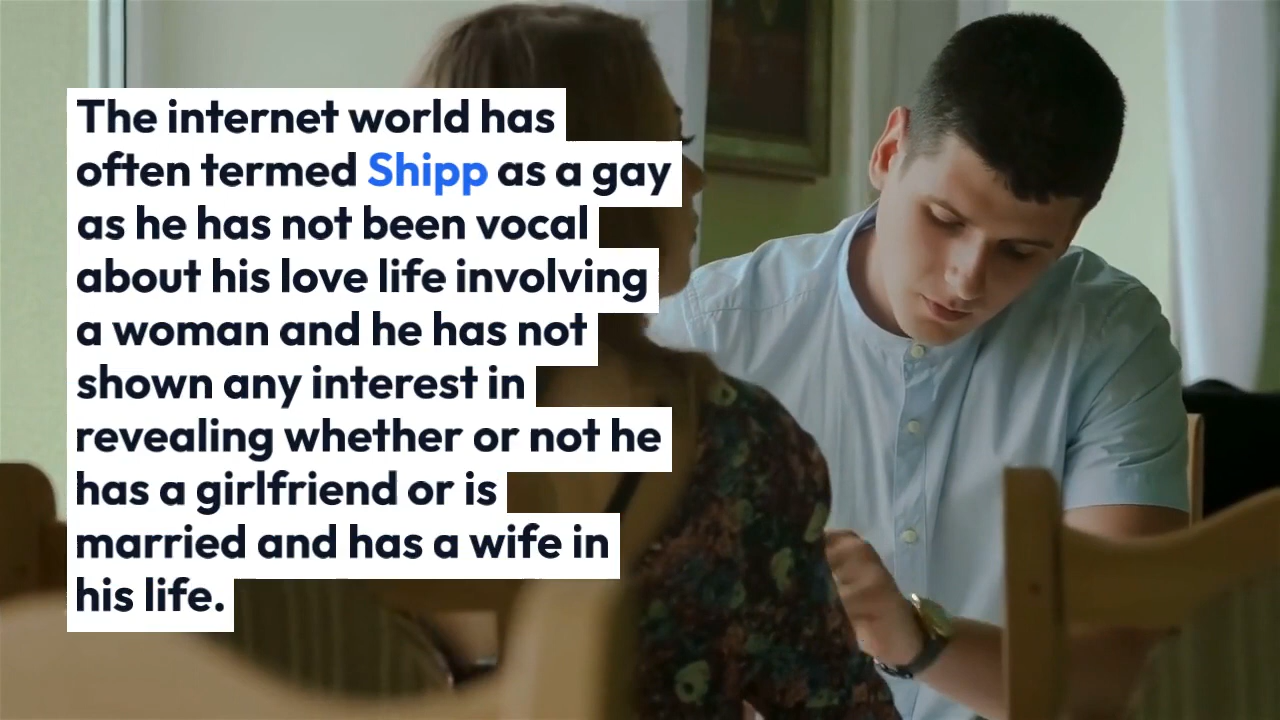 The internet world has
often termed Shipp as a gay
as he has not been vocal
about his love life involving
a woman and he has not
shown any interest in
revealing whether or not he
has a girlfriend or is
married and has a wife in
his life.